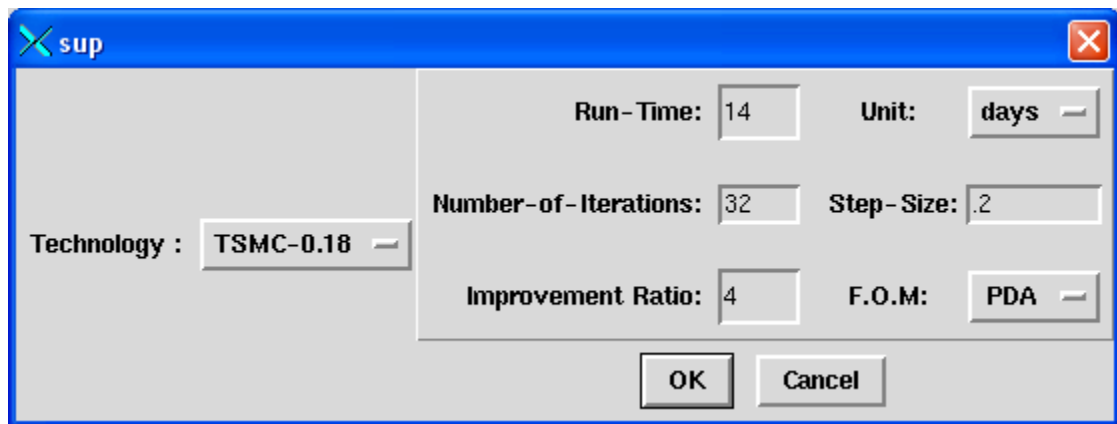 sup
Run-Time: 14 Unit: days
Number-of-Iterations: 32 Step-Size: .2
Technology : TSMC-0.18
Improvement Ratio: 4 F.O.M: PDA
OK Cancel